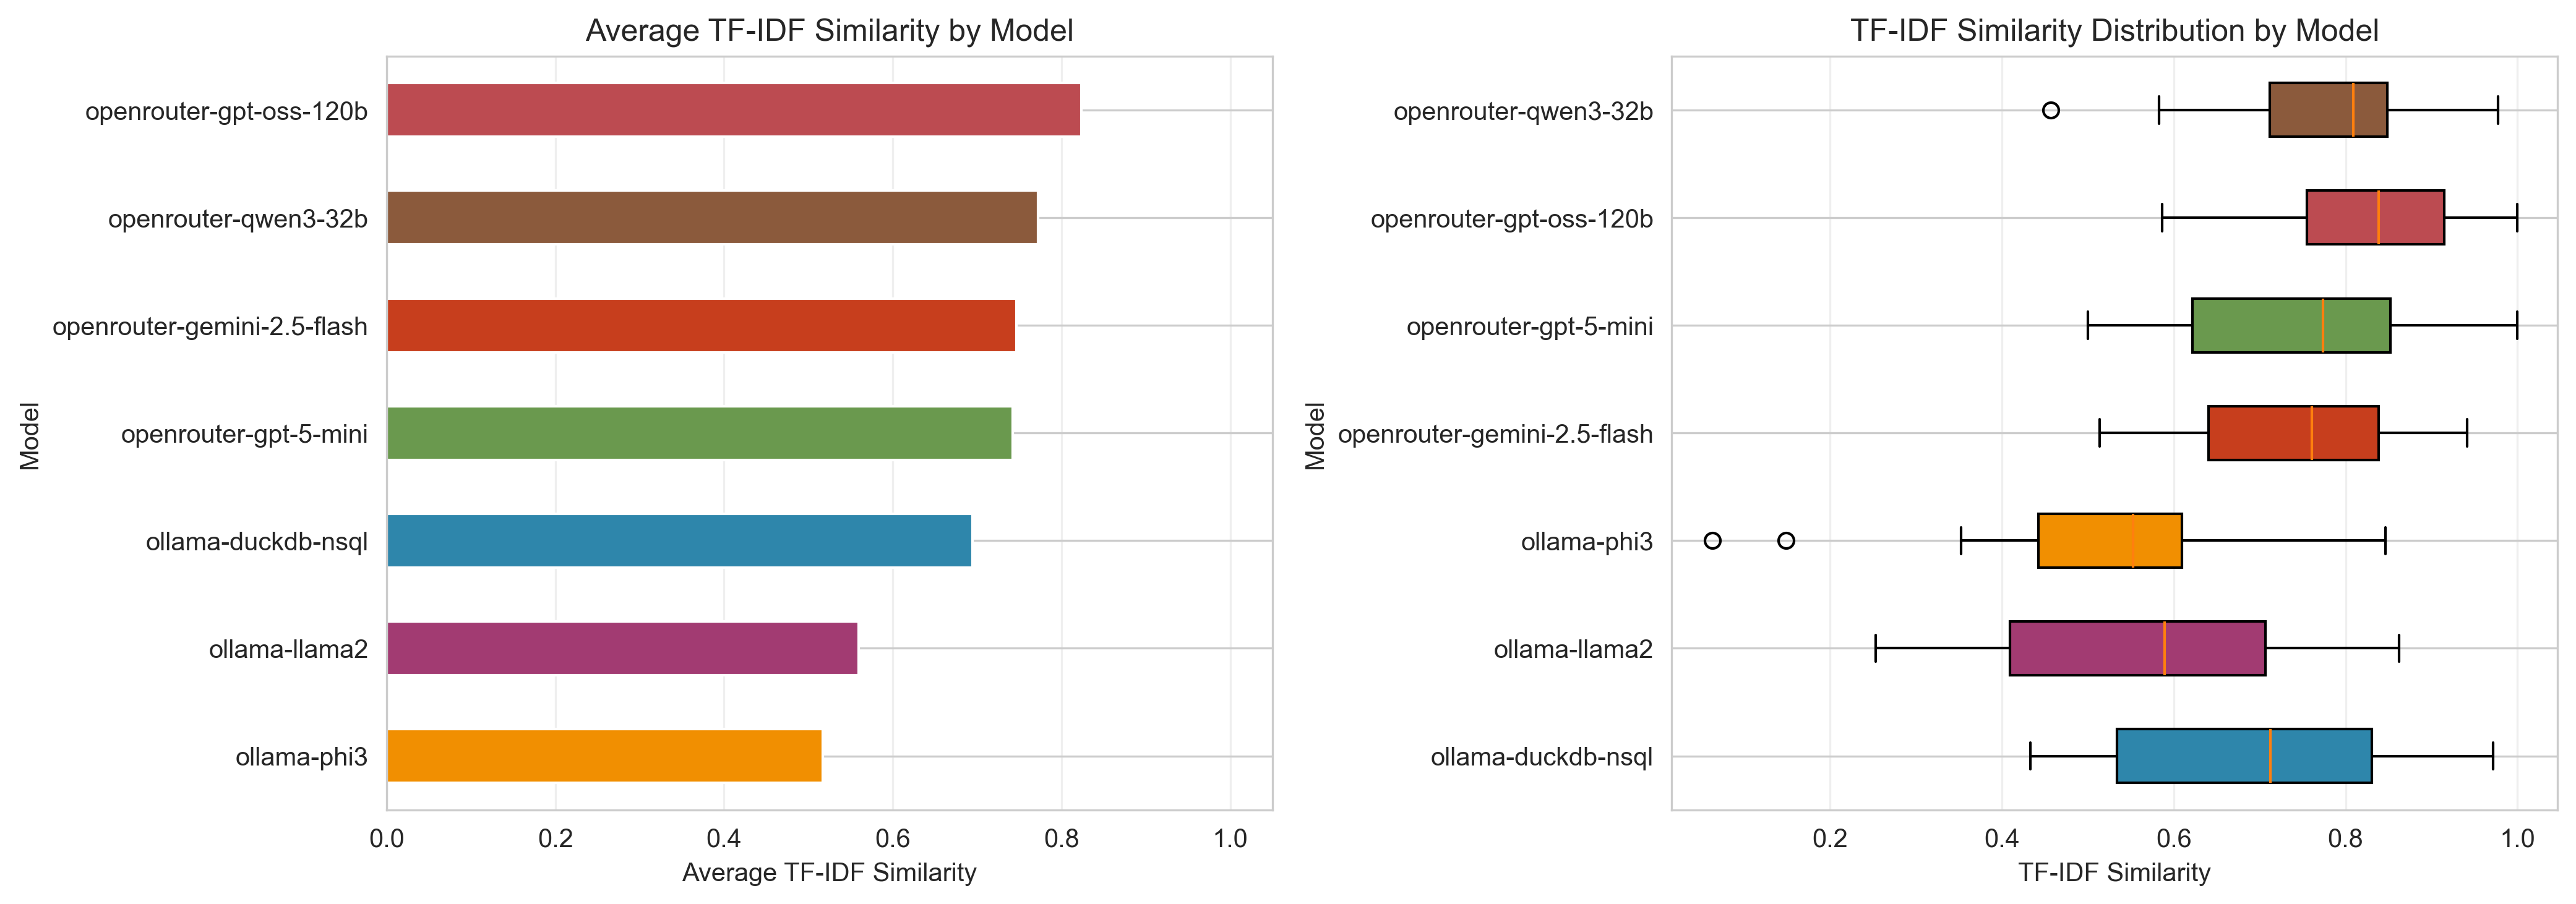 Average TF-IDF Similarity by Model
Model
openrouter-gpt-oss-120b
openrouter-qwen3-32b
openrouter-gemini-2.5-flash
openrouter-gpt-5-mini
ollama-duckdb-nsql
ollama-llama2
ollama-phi3
0.0 0.2 0.4 0.6 0.8 1.0
Average TF-IDF Similarity
TF-IDF Similarity Distribution by Model
Model
openrouter-qwen3-32b
openrouter-gpt-oss-120b
openrouter-gpt-5-mini
openrouter-gemini-2.5-flash
ollama-phi3
ollama-llama2
ollama-duckdb-nsql
0.2 0.4 0.6 0.8 1.0
TF-IDF Similarity